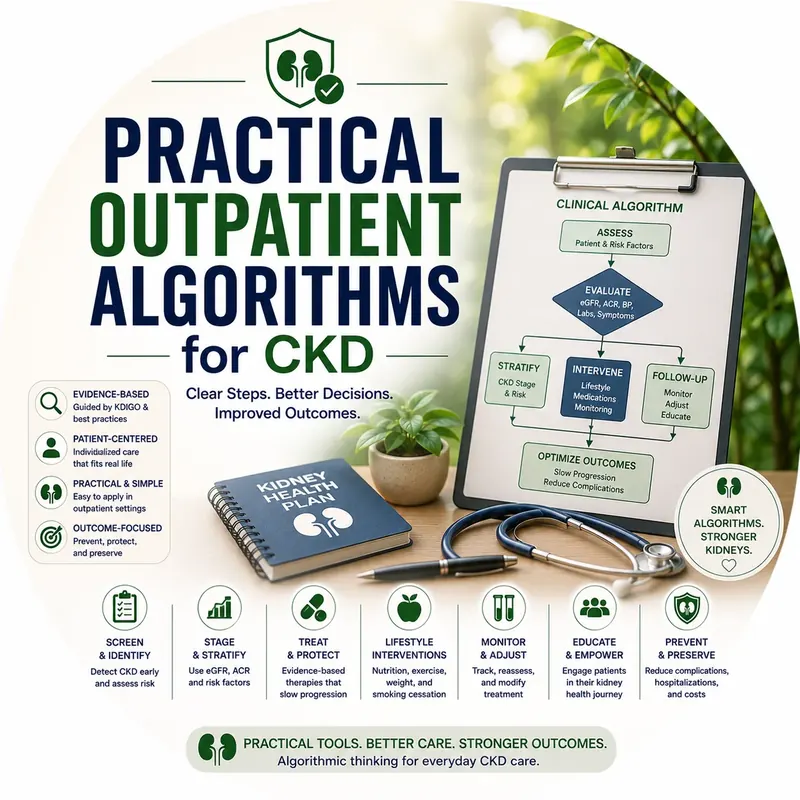 PRACTICAL
OUTPATIENT
ALGORITHMS
for CKD
Clear Steps. Better Decisions.
Improved Outcomes.
EVIDENCE-BASED
Guided by KDIGO &
best practices
PATIENT-CENTERED
Individualized care
that fits real life
PRACTICAL & SIMPLE
Easy to apply in
outpatient settings
OUTCOME-FOCUSED
Prevent, protect,
and preserve
KIDNEY
HEALTH
PLAN
CLINICAL ALGORITHM
ASSESS
Patient & Risk Factors
EVALUATE
eGFR, ACR, BP,
Labs, Symptoms
STRATIFY
CKD Stage
& Risk
INTERVENE
Lifestyle
Medications
Monitoring
FOLLOW-UP
Monitor
Adjust
Educate
OPTIMIZE OUTCOMES
Slow Progression
Reduce Complications
SMART
ALGORITHMS.
STRONGER
KIDNEYS.
SCREEN
& IDENTIFY
Detect CKD early
and assess risk
STAGE
& STRATIFY
Use eGFR, ACR
and risk factors
TREAT
& PROTECT
Evidence-based
therapies that
slow progression
LIFESTYLE
INTERVENTIONS
Nutrition, exercise,
weight, and
smoking cessation
MONITOR
& ADJUST
Track, reassess,
and modify
treatment
EDUCATE
& EMPOWER
Engage patients
in their kidney
health journey
PREVENT
& PRESERVE
Reduce complications,
hospitalizations,
and costs
PRACTICAL TOOLS. BETTER CARE. STRONGER OUTCOMES.
Algorithmic thinking for everyday CKD care.